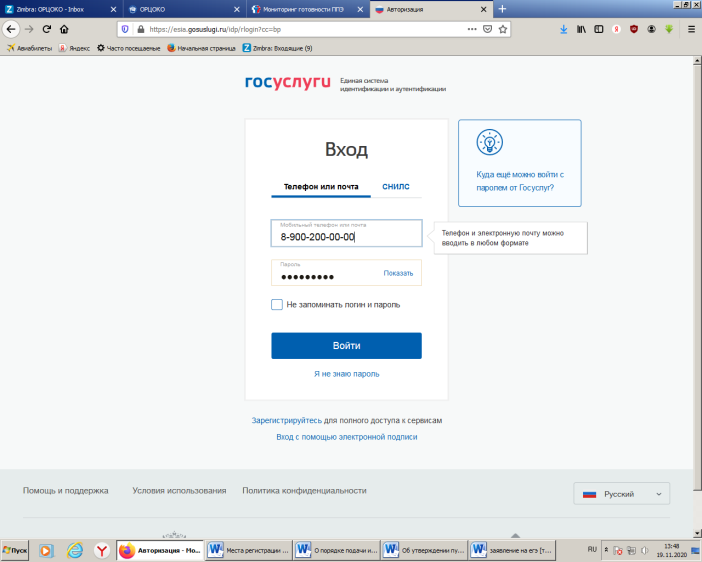 Zimbra: ОРЦОКО - Inbox
ОРЦОКО
Мониторинг готовности ППЭ
Авторизация
https://esia.gosuslugi.ru/idp/rlogin?cc=bp
Авиабилеты
Яндекс
Часто посещаемые
Начальная страница
Zimbra: Входящие (9)
госуслуги
Единая система
идентификации и аутентификации
Вход
Телефон или почта
СНИЛС
Мобильный телефон или почта
8-900-200-00-00
Телефон и электронную почту можно
вводить в любом формате
Пароль
Показать
Не запоминать логин и пароль
Войти
Я не знаю пароль
Куда ещё можно войти с
паролем от Госуслуг?
Зарегистрируйтесь для полного доступа к сервисам
Вход с помощью электронной подписи
Помощь и поддержка
Условия использования
Политика конфиденциальности
Русский
Пуск
Авторизация - Mo...
Места регистрации ...
О порядке подачи и...
Об утверждении пу...
заявление на егэ [т...
RU
13:48
19.11.2020